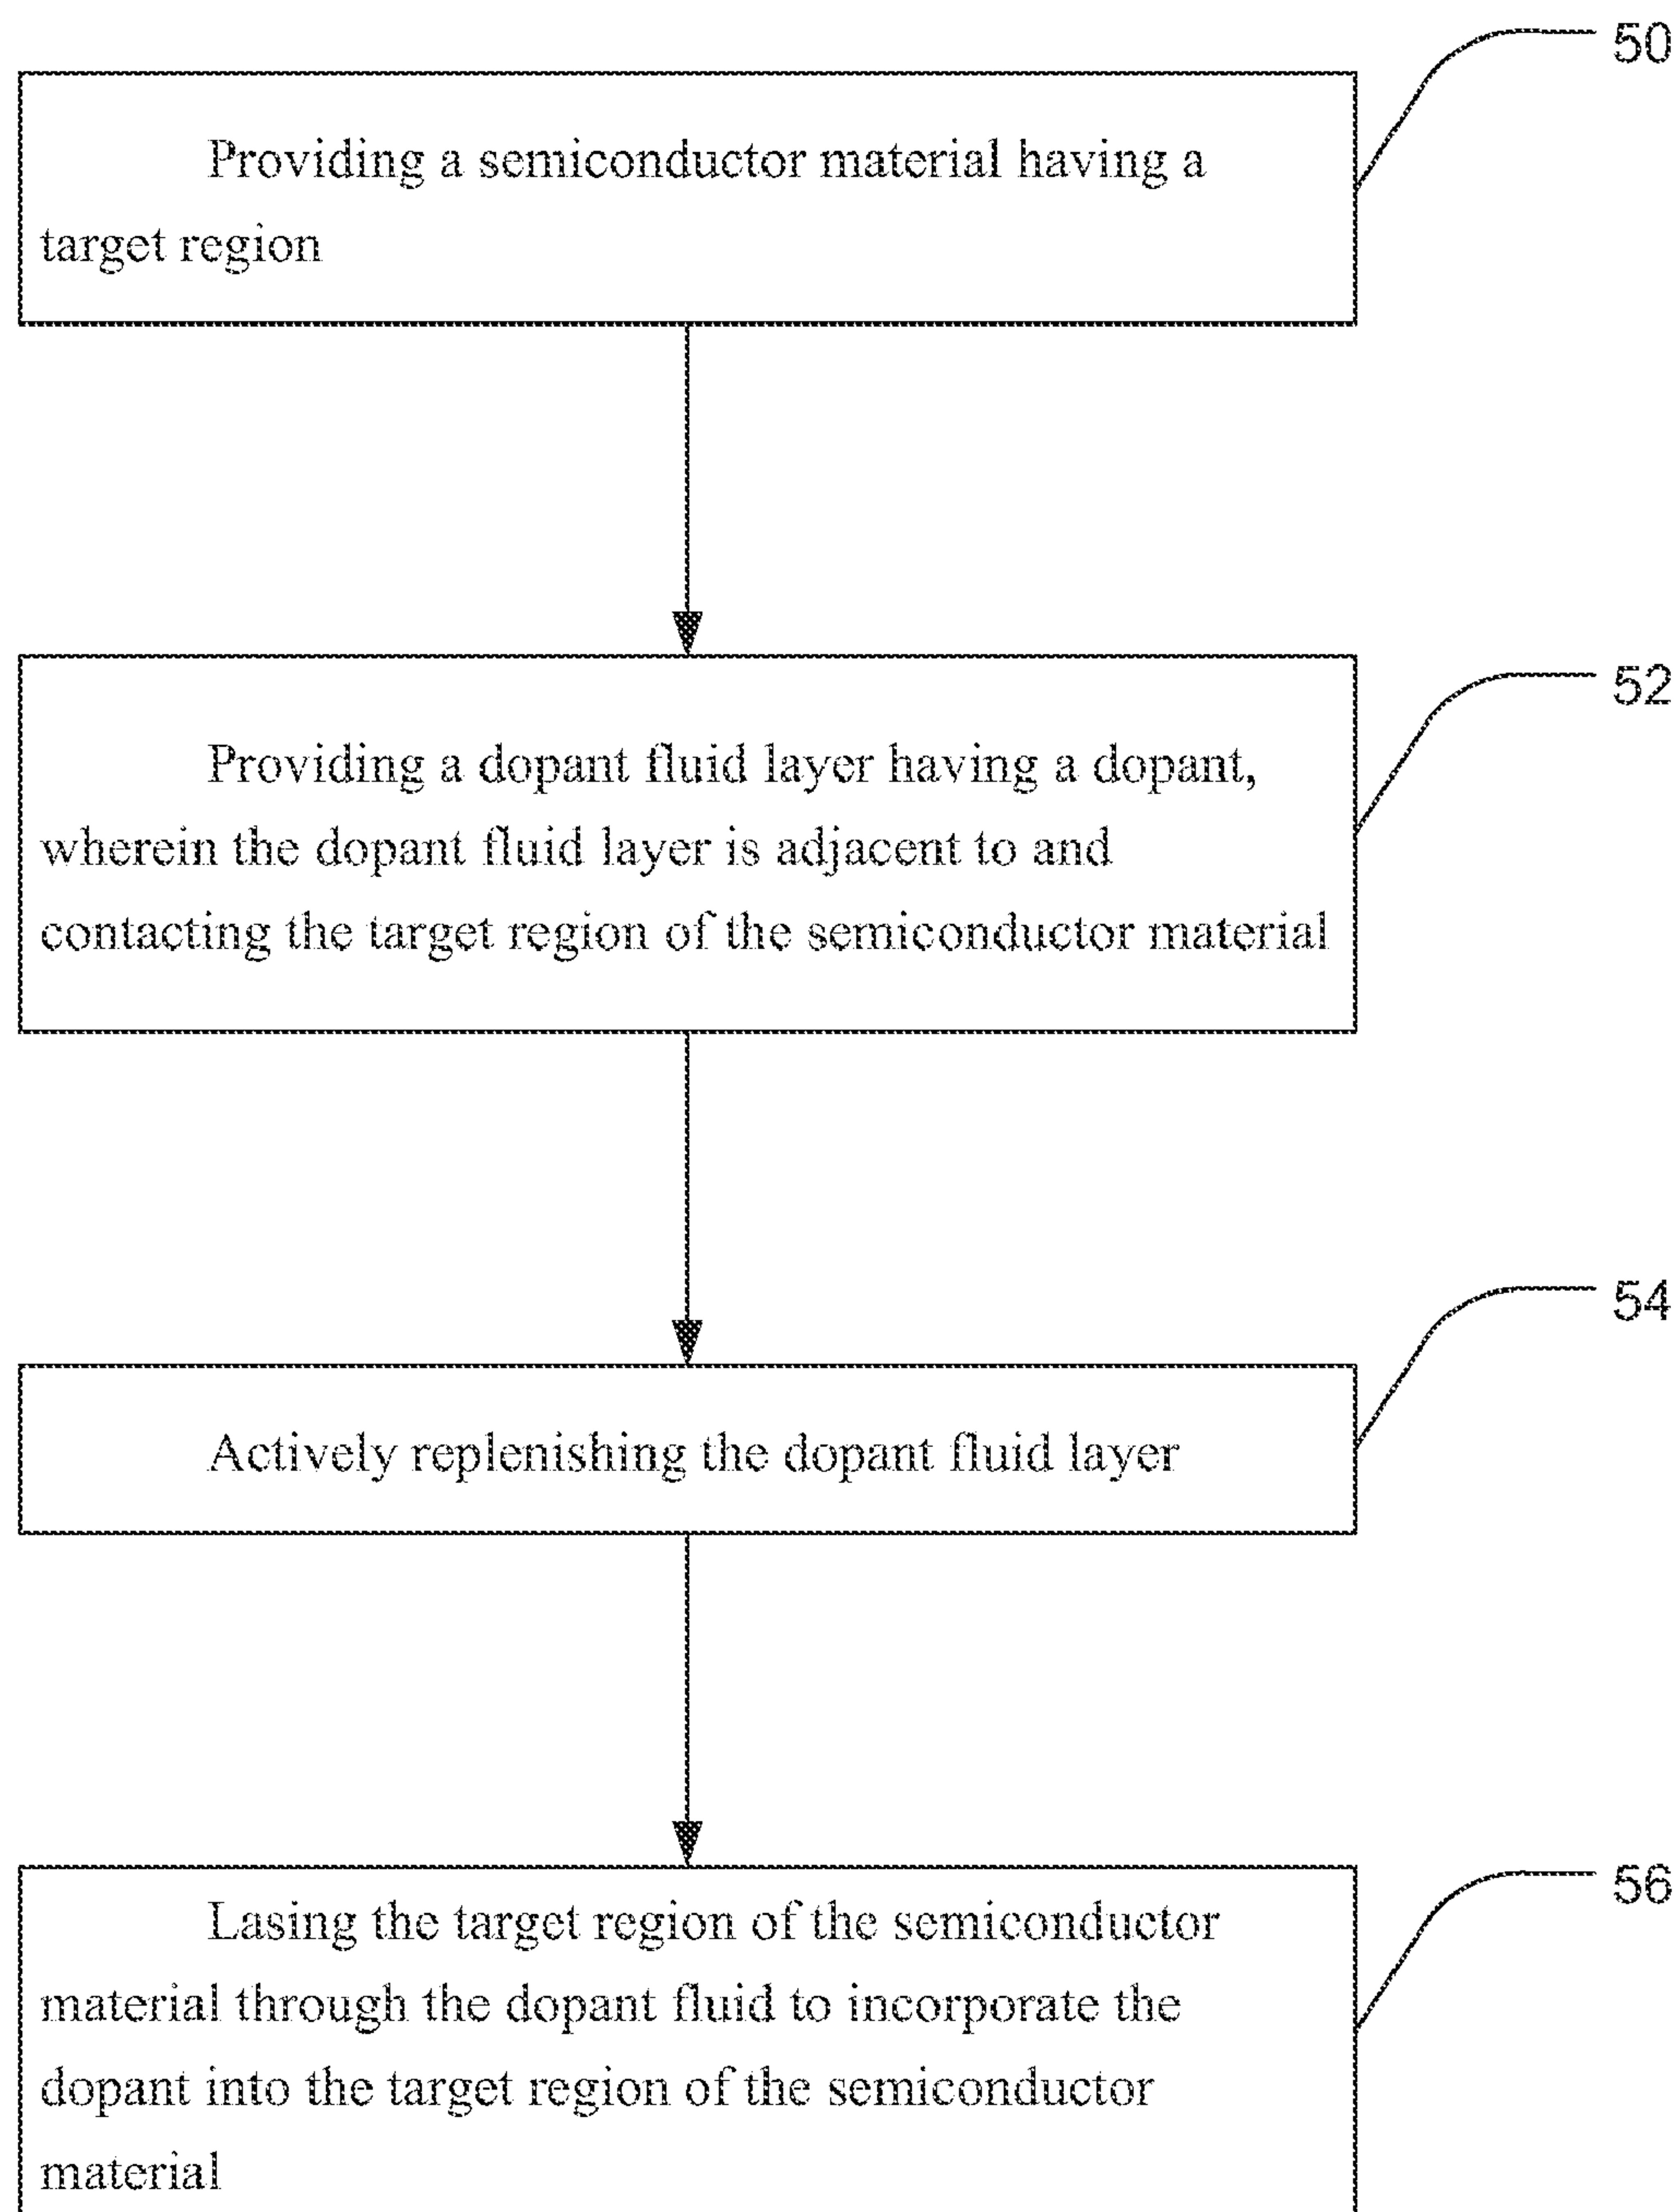 50
Providing a semiconductor material having a
target region
52
Providing a dopant fluid layer having a dopant,
wherein the dopant fluid layer is adjacent to and
contacting the target region of the semiconductor material
54
Actively replenishing the dopant fluid layer
56
Lasing the target region of the semiconductor
material through the dopant fluid to incorporate the
dopant into the target region of the semiconductor
material